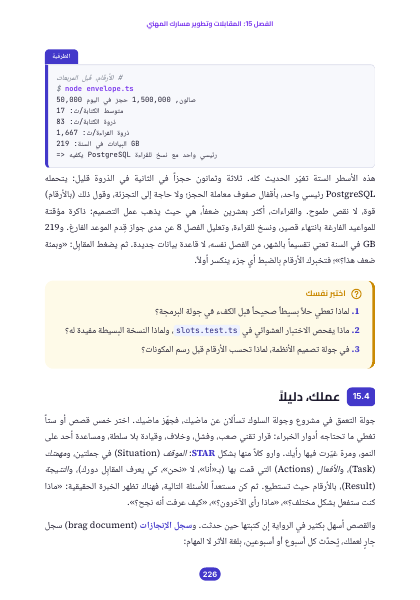 الفصل 15: المقابلات وتطوير مسارك المهني
الطرفية
# الأرقام، قبل المربعات
$ node envelope.ts
50,000 صالون، 1,500,000 حجز في اليوم
متوسط الكتابة/ث: 17
ذروة الكتابة/ث: 83
ذروة القراءة/ث: 1,667
البيانات في السنة: 219 GB
=> رئيسي واحد مع نسخ للقراءة PostgreSQL يكفيه
هذه الأسطر الستة تغيّر الحديث كله. ثلاثة وثمانون حجزاً في الثانية في الذروة قليل: يتحمله
PostgreSQL رئيسي واحد، بأقفال صفوف معاملة الحجز؛ ولا حاجة إلى التجزئة، وقول ذلك (بالأرقام)
قوة، لا نقص طموح. والقراءات، أكثر بعشرين ضعفاً، هي حيث يذهب عمل التصميم: ذاكرة مؤقتة
للمواعيد الفارغة بانتهاء قصير، ونسخ للقراءة، وتعليل الفصل 8 عن مدى جواز قِدم الموعد الفارغ. و219
GB في السنة تعني تقسيماً بالشهر، من الفصل نفسه، لا قاعدة بيانات جديدة. ثم يضغط المقابِل: «وبمئة
ضعف هذا؟»، فتخبرك الأرقام بالضبط أي جزء ينكسر أولاً.
اختبر نفسك
1. لماذا تعطي حلاً بسيطاً صحيحاً قبل الكفء في جولة البرمجة؟
2. ماذا يفحص الاختبار العشوائي في slots.test.ts، ولماذا النسخة البسيطة مفيدة له؟
3. في جولة تصميم الأنظمة، لماذا تحسب الأرقام قبل رسم المكونات؟
15.4 عملك، دليلاً
جولة التعمق في مشروع وجولة السلوك تسألان عن ماضيك، فجهّز ماضيك. اختر خمس قصص أو ستاً
تغطي ما تحتاجه أدوار الخبراء: قرار تقني صعب، وفشل، وخلاف، وقيادة بلا سلطة، ومساعدة أحد على
النمو، ومرة غيّرت فيها رأيك. واروِ كلاً منها بشكل STAR: الموقف (Situation) في جملتين، ومهمتك
(Task)، والأفعال (Actions) التي قمت بها (بـ«أنا»، لا «نحن»، كي يعرف المقابِل دورك)، والنتيجة
(Result)، بالأرقام حيث تستطيع. ثم كن مستعداً للأسئلة التالية، فهناك تظهر الخبرة الحقيقية: «ماذا
كنت ستفعل بشكل مختلف؟»، «ماذا رأى الآخرون؟»، «كيف عرفت أنه نجح؟».
والقصص أسهل بكثير في الرواية إن كتبتها حين حدثت. وسجل الإنجازات (brag document) سجل
جارٍ لعملك، يُحدَّث كل أسبوع أو أسبوعين، بلغة الأثر لا المهام:
226